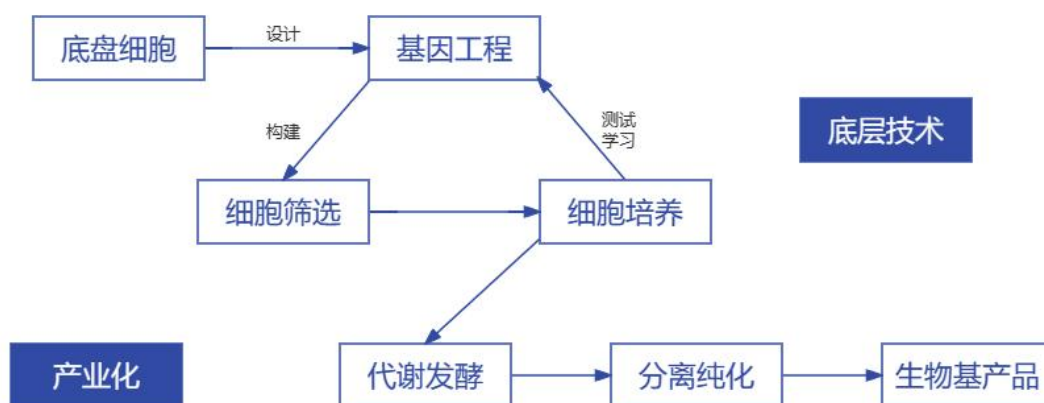 底盘细胞
设计
基因工程
构建
测试
学习
底层技术
细胞筛选
细胞培养
产业化
代谢发酵
分离纯化
生物基产品